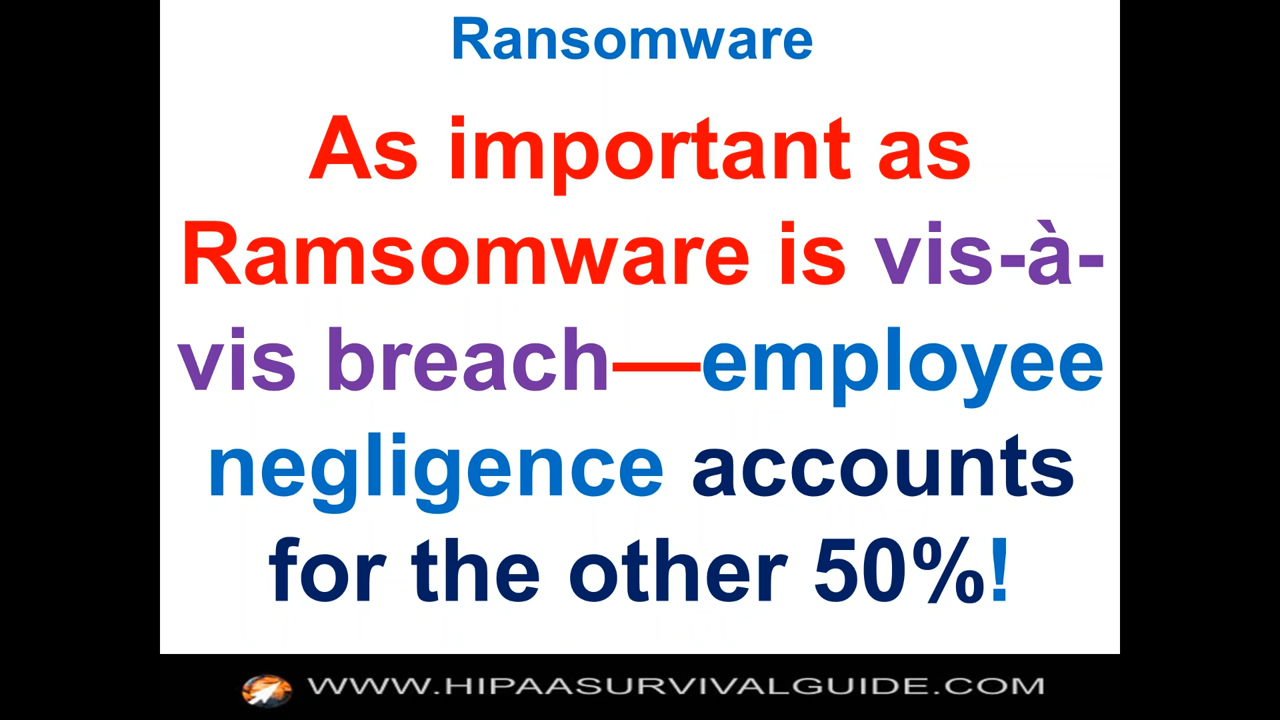 Ransomware
As important as
Ramsomware is vis-à-
vis breach—employee
negligence accounts
for the other 50%!
WWW.HIPAASURVIVALGUIDE.COM